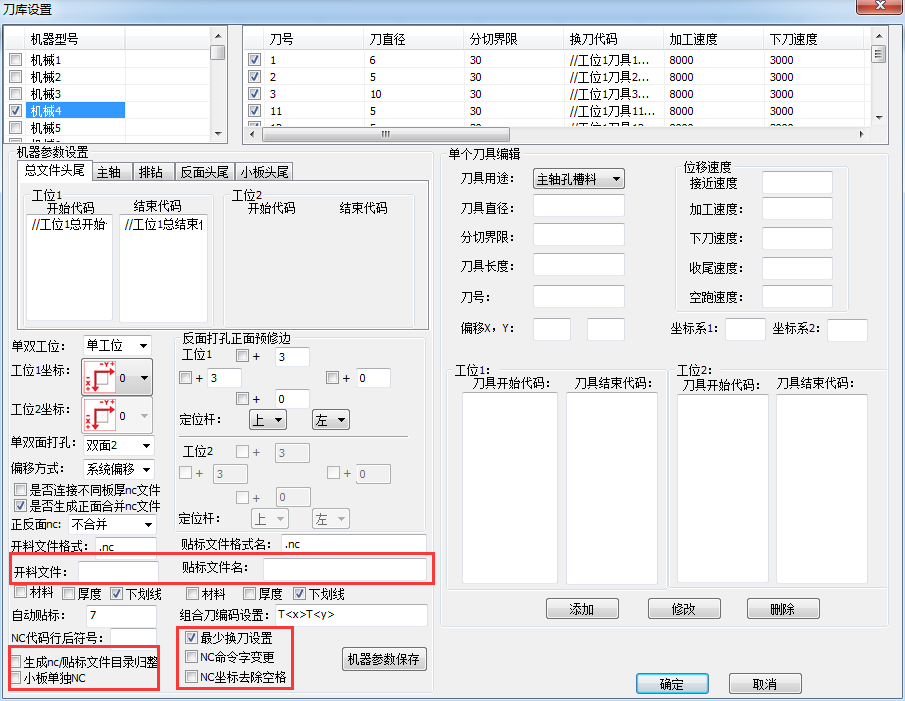 刀库设置
机器型号
机械1
机械2
机械3
机械4
机械5
刀号 刀直径 分切界限 换刀代码 加工速度 下刀速度
1 6 30 //工位1刀具1... 8000 3000
2 5 30 //工位1刀具2... 8000 3000
3 10 30 //工位1刀具3... 8000 3000
11 5 30 //工位1刀具11... 8000 3000
机器参数设置
总文件头尾 主轴 排钻 反面头尾 小板头尾
工位1
开始代码 结束代码
//工位1总开始 //工位1总结束
工位2
开始代码 结束代码
单双工位: 单工位
工位1坐标: -Y+ X 0
工位2坐标: -Y+ X 0
单双面打孔: 双面2
偏移方式: 系统偏移
是否连接不同板厚nc文件
是否生成正面合并nc文件
正反面nc: 不合并
开料文件格式: .nc
开料文件:
材料 厚度 下划线
自动贴标: 7
NC代码行后符号:
生成nc/贴标文件目录归整
小板单独NC
反面打孔正面预修边
工位1 + 3
+ 3 + 0
+ 0
定位杆: 上 左
工位2 + 3
+ 3 + 0
+ 0
定位杆: 上 左
贴标文件格式名: .nc
贴标文件名:
材料 厚度 下划线
组合刀编码设置: T<x>T<y>
最少换刀设置
NC命令字变更
NC坐标去除空格
机器参数保存
单个刀具编辑
刀具用途: 主轴孔槽料
刀具直径:
分切界限:
刀具长度:
刀号:
偏移X, Y:
位移速度
接近速度
加工速度:
下刀速度:
收尾速度:
空跑速度:
坐标系1: 坐标系2:
工位1:
刀具开始代码: 刀具结束代码:
工位2:
刀具开始代码: 刀具结束代码:
添加 修改 删除
确定 取消